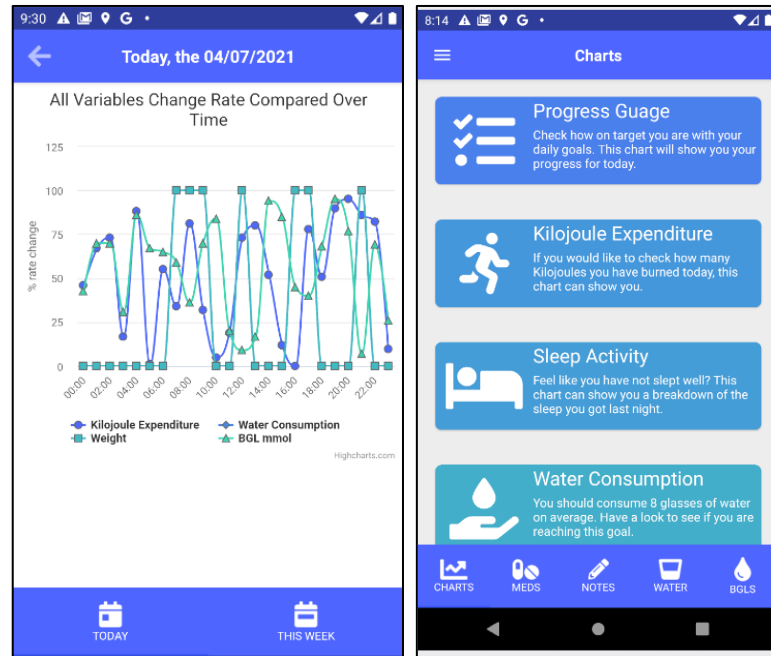 9:30
Today, the 04/07/2021
All Variables Change Rate Compared Over
Time
% rate change
125
100
75
50
25
0
00:00 02:00 04:00 06:00 08:00 10:00 12:00 14:00 16:00 18:00 20:00 22:00
Kilojoule Expenditure Water Consumption
Weight BGL mmol
Highcharts.com
TODAY THIS WEEK
8:14
Charts
Progress Guage
Check how on target you are with your
daily goals. This chart will show you your
progress for today.
Kilojoule Expenditure
If you would like to check how many
Kilojoules you have burned today, this
chart can show you.
Sleep Activity
Feel like you have not slept well? This
chart can show you a breakdown of the
sleep you got last night.
Water Consumption
You should consume 8 glasses of water
on average. Have a look to see if you are
reaching this goal.
CHARTS MEDS NOTES WATER BGLS